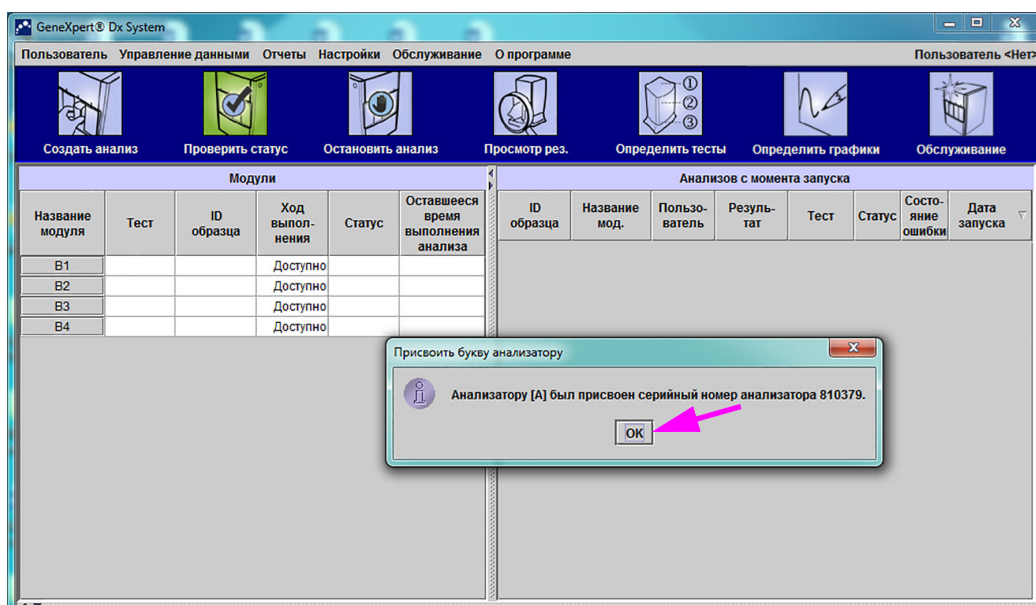 GeneXpert® Dx System
Пользователь Управление данными Отчеты Настройки Обслуживание О программе Пользователь <Нет>
Создать анализ Проверить статус Остановить анализ Просмотр рез. Определить тесты Определить графики Обслуживание
Модули
Название модуля
Тест
ID образца
Ход выпол-
нения
Статус
Оставшееся
время
выполнения
анализа
B1 Доступно
B2 Доступно
B3 Доступно
B4 Доступно
Анализов с момента запуска
ID образца
Название мод.
Пользо-
ватель
Резуль-
тат
Тест
Статус
Состо-
яние
ошибки
Дата запуска
Присвоить букву анализатору
Анализатору [A] был присвоен серийный номер анализатора 810379.
OK